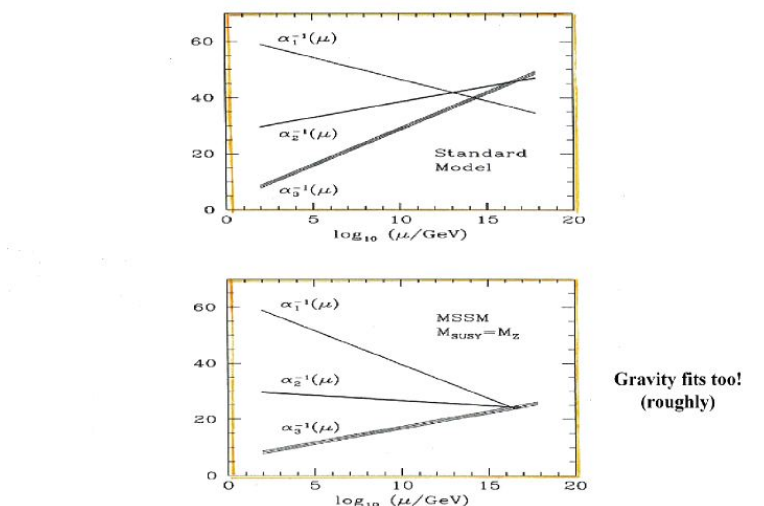 60
40
20
0
α₁⁻¹(μ)
α₂⁻¹(μ)
α₃⁻¹(μ)
Standard
Model
0 5 10 15 20
log₁₀ (μ/GeV)
60
40
20
0
α₁⁻¹(μ)
α₂⁻¹(μ)
α₃⁻¹(μ)
MSSM
M_SUSY=M_Z
0 5 10 15 20
log₁₀ (μ/GeV)
Gravity fits too!
(roughly)